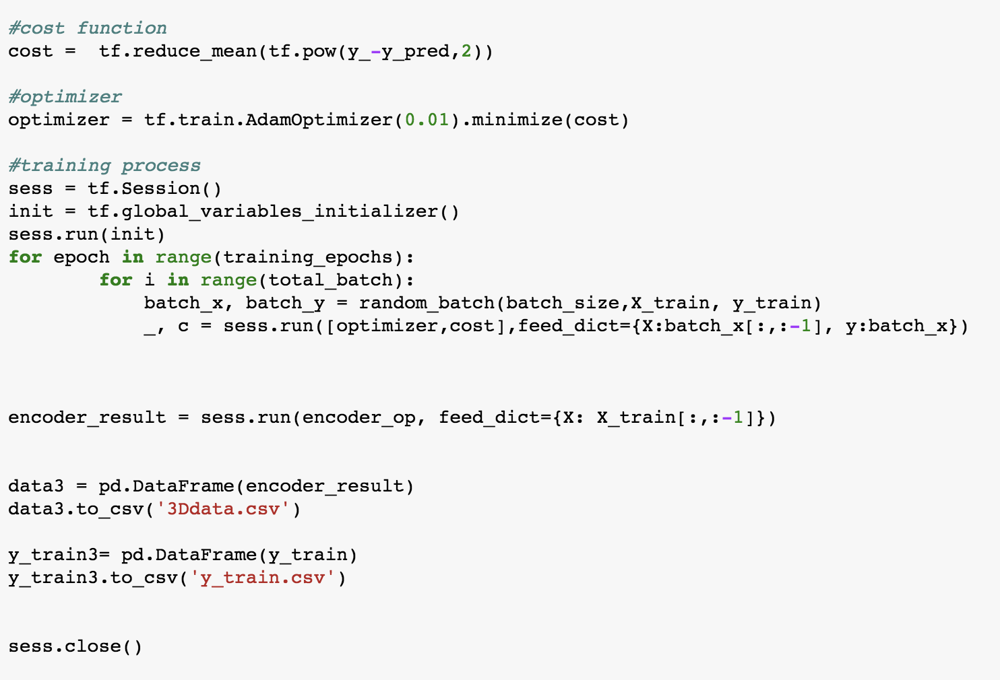 #cost function
cost =  tf.reduce_mean(tf.pow(y_-y_pred,2))
#optimizer
optimizer = tf.train.AdamOptimizer(0.01).minimize(cost)
#training process
sess = tf.Session()
init = tf.global_variables_initializer()
sess.run(init)
for epoch in range(training_epochs):
        for i in range(total_batch):
            batch_x, batch_y = random_batch(batch_size,X_train, y_train)
            _, c = sess.run([optimizer,cost],feed_dict={X:batch_x[:,:-1], y:batch_x})
encoder_result = sess.run(encoder_op, feed_dict={X: X_train[:,:-1]})
data3 = pd.DataFrame(encoder_result)
data3.to_csv('3Ddata.csv')
y_train3= pd.DataFrame(y_train)
y_train3.to_csv('y_train.csv')
sess.close()